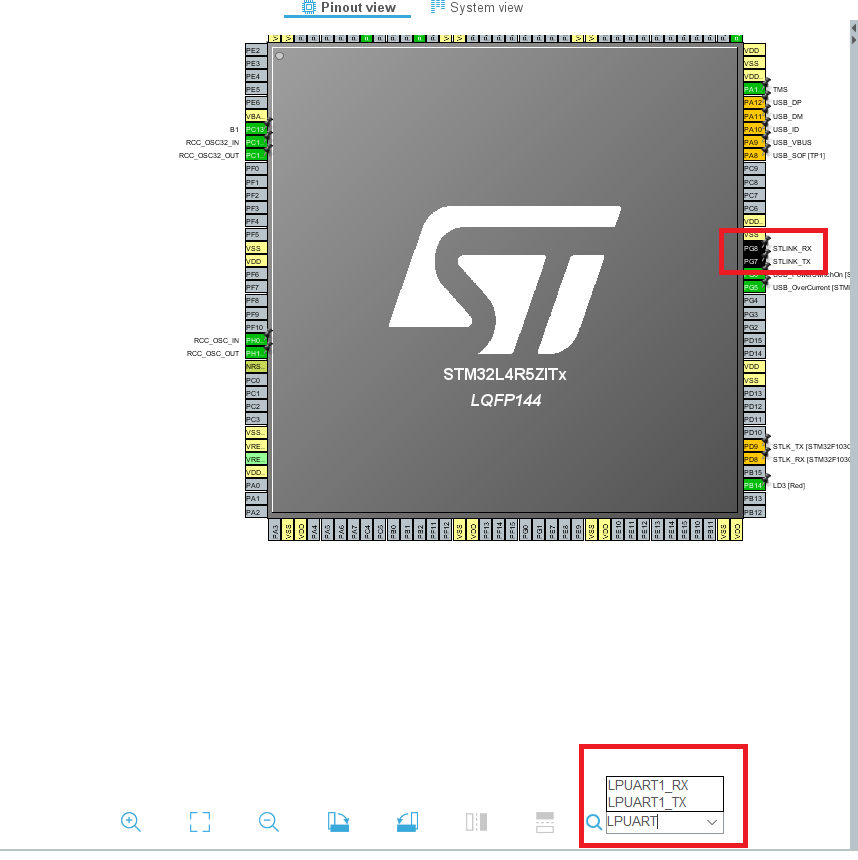 Pinout view
System view
PE2
PE3
PE4
PE5
PE6
VBA..
B1
PC13
RCC_OSC32_IN
PC1..
RCC_OSC32_OUT
PC1..
PF0
PF1
PF2
PF3
PF4
PF5
VSS
VDD
PF6
PF7
PF8
PF9
PF10
RCC_OSC_IN
PH0..
RCC_OSC_OUT
PH1..
NRS..
PC0
PC1
PC2
PC3
VSS..
VRE..
VRE..
VDD..
PA0
PA1
PA2
STM32L4R5ZITx
LQFP144
VDD
VSS
VDD..
PA1..
TMS
PA12
USB_DP
PA11
USB_DM
PA10
USB_ID
PA9
USB_VBUS
PA8
USB_SOF [TP1]
PC9
PC8
PC7
PC6
VDD..
VSS
PG8
STLINK_RX
PG7
STLINK_TX
PG5
USB_OverCurrent [STM
PG4
PG3
PG2
PD15
PD14
VDD
VSS
PD13
PD12
PD11
PD10
PD9
STLK_TX [STM32F103C
PD8
STLK_RX [STM32F103C
PB15
PB14
LD3 [Red]
PB13
PB12
PA3
VSS
VDD
PA4
PA5
PA6
PA7
PC4
PC5
PB0
PB1
PB2
PF11
PF12
VSS
VDD
PF13
PF14
PF15
PG0
PG1
PE7
PE8
PE9
VSS
VDD
PE10
PE11
PE12
PE13
PE14
PE15
PB10
PB11
VSS
VDD
LPUART1_RX
LPUART1_TX
LPUART